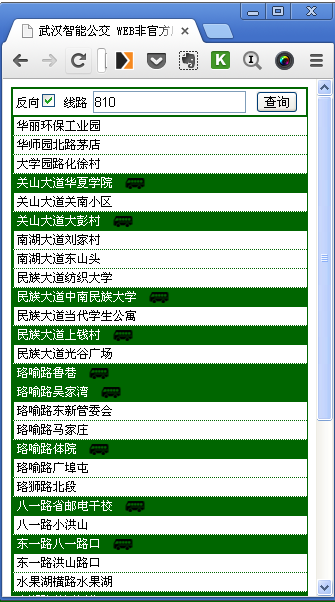 武汉智能公交 WEB非官方
反向 线路 810 查询
华丽环保工业园
华师园北路茅店
大学园路化徐村
关山大道华夏学院
关山大道关南小区
关山大道大彭村
南湖大道刘家村
南湖大道东山头
民族大道纺织大学
民族大道中南民族大学
民族大道当代学生公寓
民族大道上钱村
民族大道光谷广场
珞喻路鲁巷
珞喻路吴家湾
珞喻路东新管委会
珞喻路马家庄
珞喻路体院
珞喻路广埠屯
珞狮路北段
八一路省邮电干校
八一路小洪山
东一路八一路口
东一路洪山路口
水果湖横路水果湖